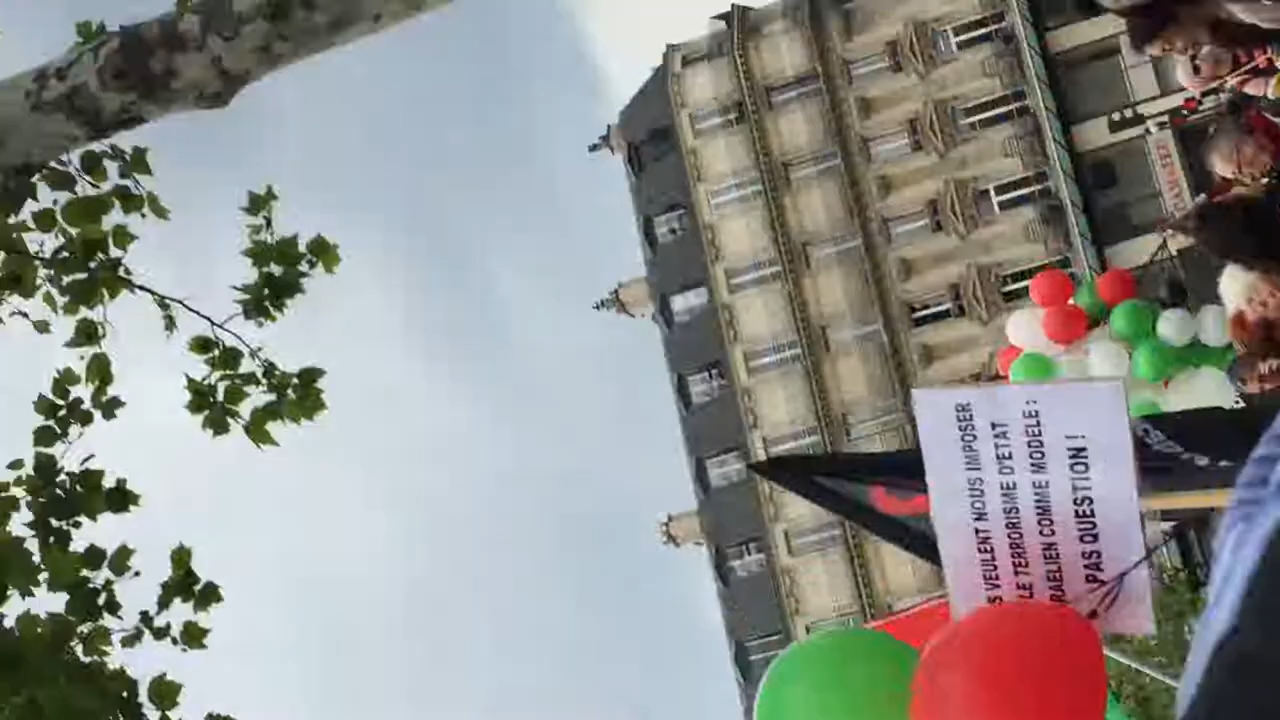 S VEULENT NOUS IMPOSER
LE TERRORISME D'ETAT
RAELIEN COMME MODELE :
PAS QUESTION !